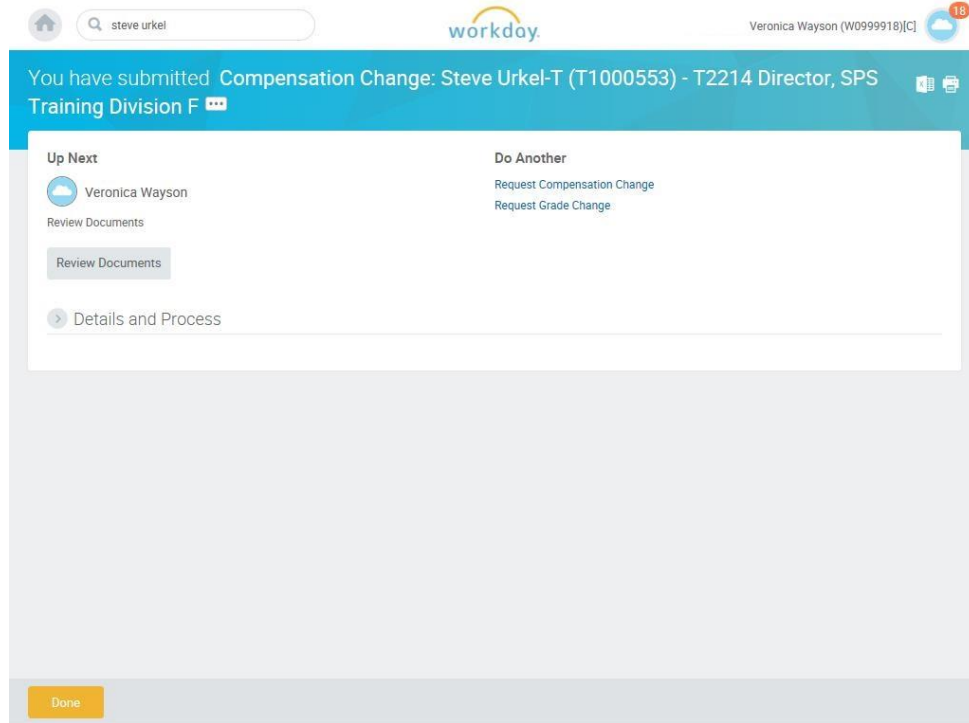 steve urkel
workday.
Veronica Wayson (W0999918)[C]
18
You have submitted Compensation Change: Steve Urkel-T (T1000553) - T2214 Director, SPS
Training Division F
Up Next
Veronica Wayson
Review Documents
Review Documents
Details and Process
Do Another
Request Compensation Change
Request Grade Change
Done